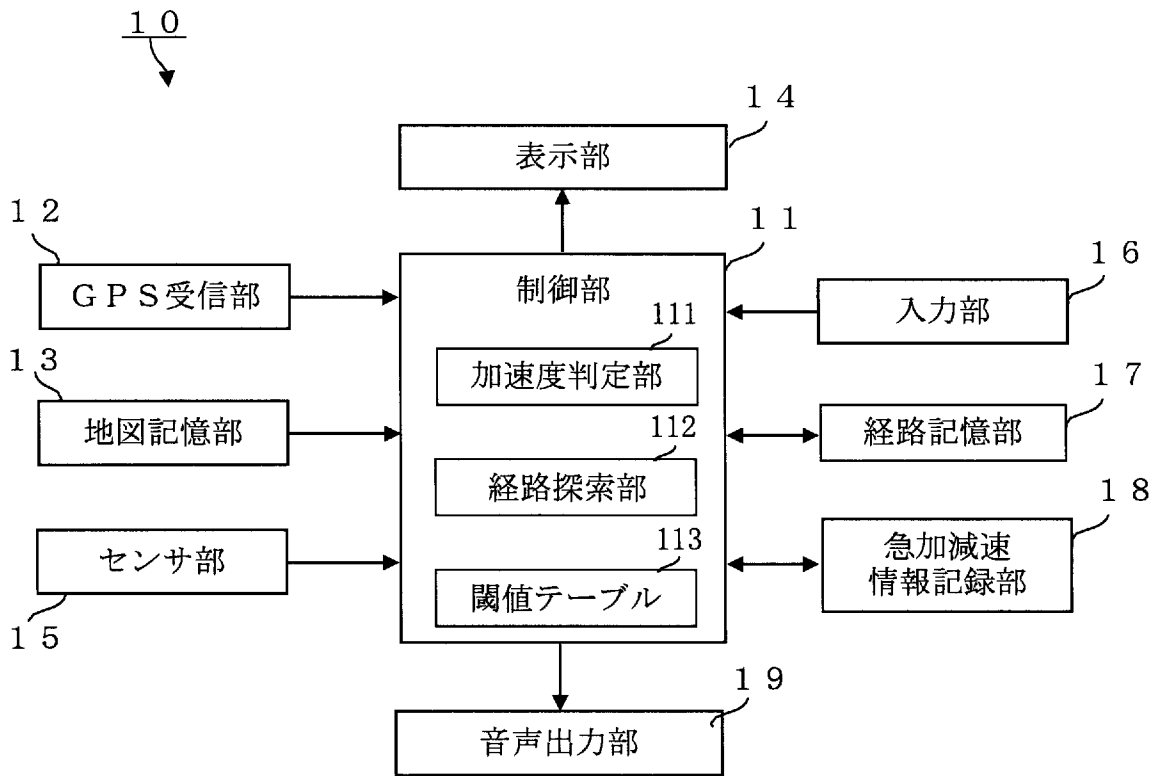 １０
１４
表示部
１２
ＧＰＳ受信部
１１
制御部
１６
入力部
111
加速度判定部
１３
地図記憶部
１７
経路記憶部
112
経路探索部
１８
急加減速
情報記録部
センサ部
１５
113
閾値テーブル
１９
音声出力部